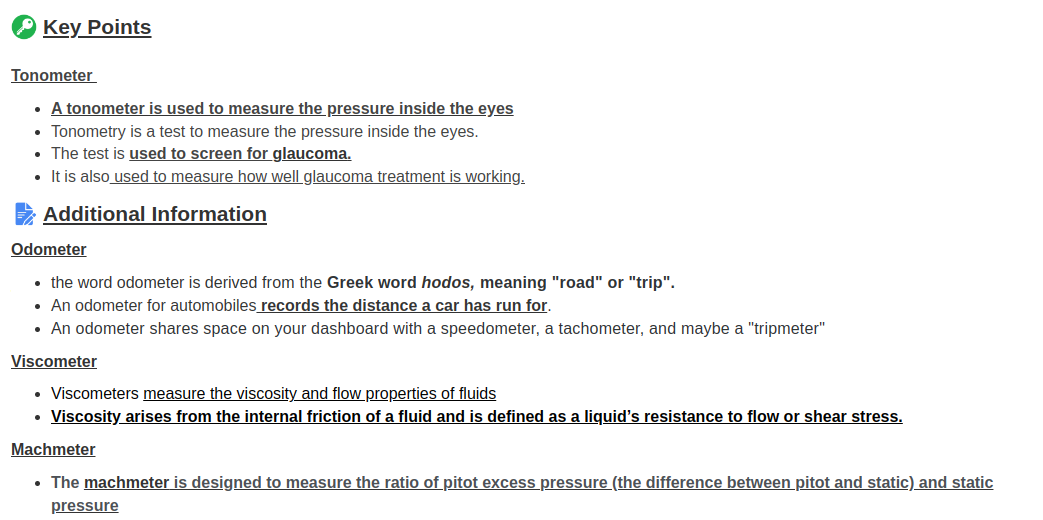 Key Points
Tonometer
A tonometer is used to measure the pressure inside the eyes
Tonometry is a test to measure the pressure inside the eyes.
The test is used to screen for glaucoma.
It is also used to measure how well glaucoma treatment is working.
Additional Information
Odometer
the word odometer is derived from the Greek word hodos, meaning "road" or "trip".
An odometer for automobiles records the distance a car has run for.
An odometer shares space on your dashboard with a speedometer, a tachometer, and maybe a "tripmeter"
Viscometer
Viscometers measure the viscosity and flow properties of fluids
Viscosity arises from the internal friction of a fluid and is defined as a liquid’s resistance to flow or shear stress.
Machmeter
The machmeter is designed to measure the ratio of pitot excess pressure (the difference between pitot and static) and static
pressure